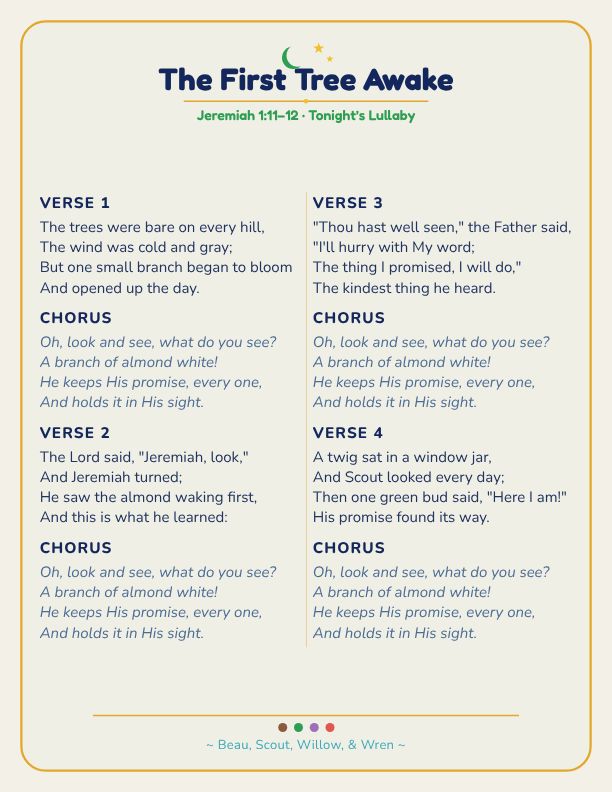 The First Tree Awake
Jeremiah 1:11–12 · Tonight's Lullaby
VERSE 1
The trees were bare on every hill,
The wind was cold and gray;
But one small branch began to bloom
And opened up the day.
CHORUS
Oh, look and see, what do you see?
A branch of almond white!
He keeps His promise, every one,
And holds it in His sight.
VERSE 2
The Lord said, "Jeremiah, look,"
And Jeremiah turned;
He saw the almond waking first,
And this is what he learned:
CHORUS
Oh, look and see, what do you see?
A branch of almond white!
He keeps His promise, every one,
And holds it in His sight.
VERSE 3
"Thou hast well seen," the Father said,
"I'll hurry with My word;
The thing I promised, I will do,"
The kindest thing he heard.
CHORUS
Oh, look and see, what do you see?
A branch of almond white!
He keeps His promise, every one,
And holds it in His sight.
VERSE 4
A twig sat in a window jar,
And Scout looked every day;
Then one green bud said, "Here I am!"
His promise found its way.
CHORUS
Oh, look and see, what do you see?
A branch of almond white!
He keeps His promise, every one,
And holds it in His sight.
~ Beau, Scout, Willow, & Wren ~